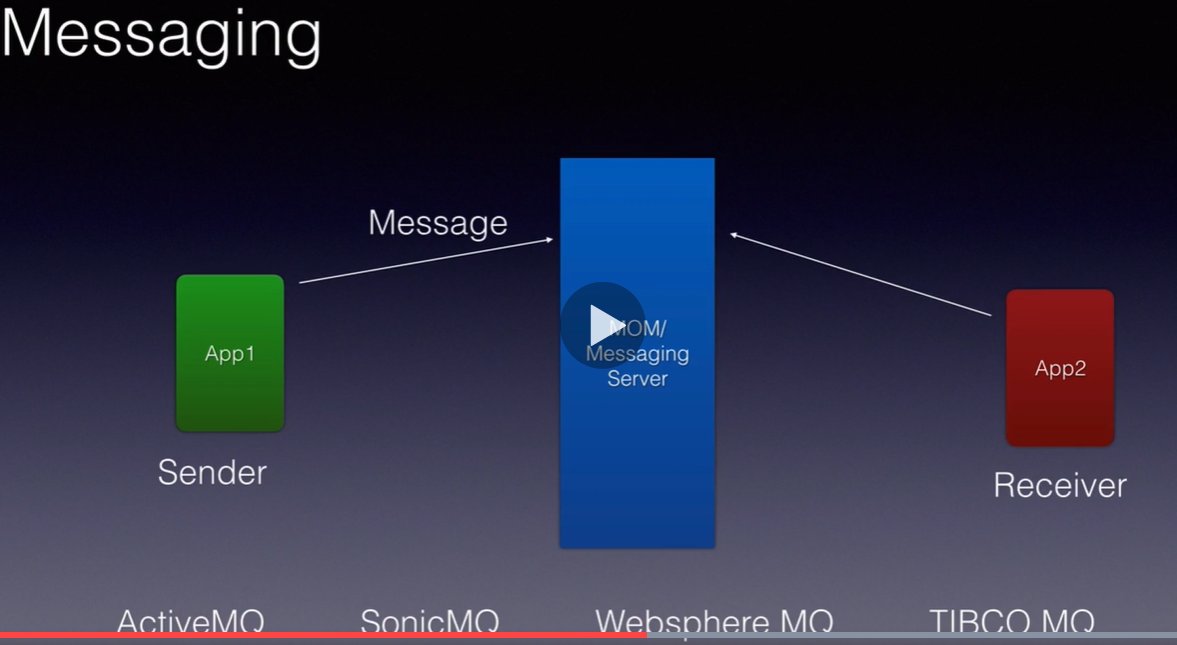 Messaging
Message
MOM/
Messaging
Server
App1
App2
Sender
Receiver
ActiveMQ
SonicMQ
Websphere MQ
TIBCO MQ